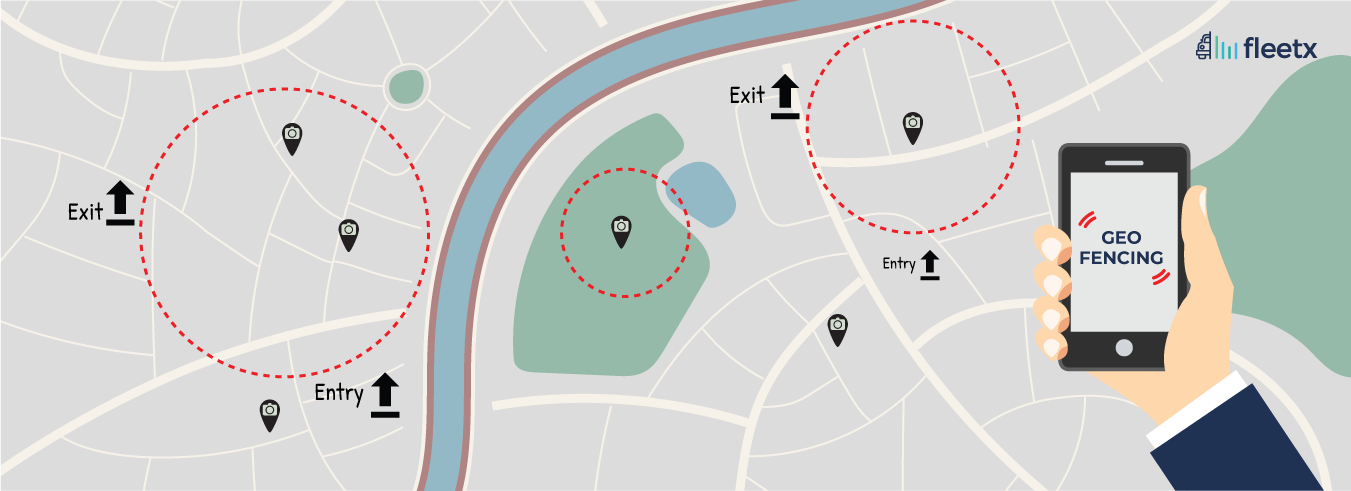 fleetx
Exit
Exit
Entry
Entry
GEO
FENCING